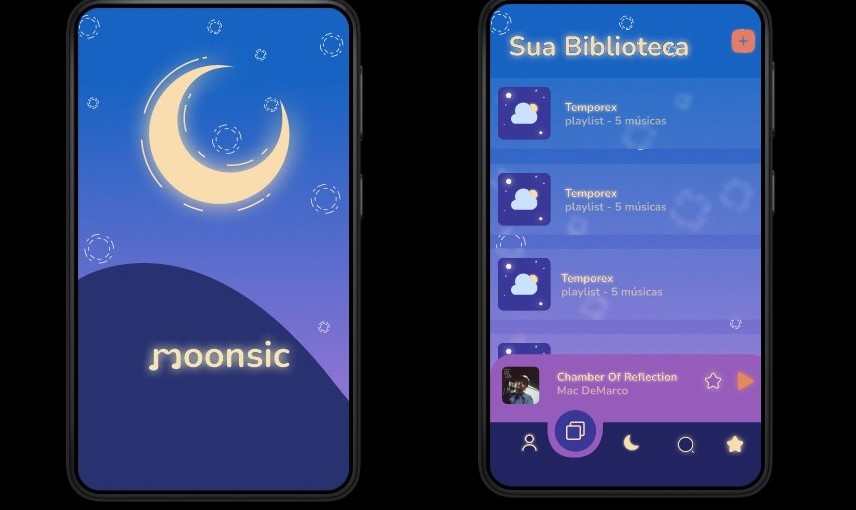 moonsic
Sua Biblioteca
Temporex
playlist - 5 músicas
Temporex
playlist - 5 músicas
Temporex
playlist - 5 músicas
Chamber Of Reflection
Mac DeMarco